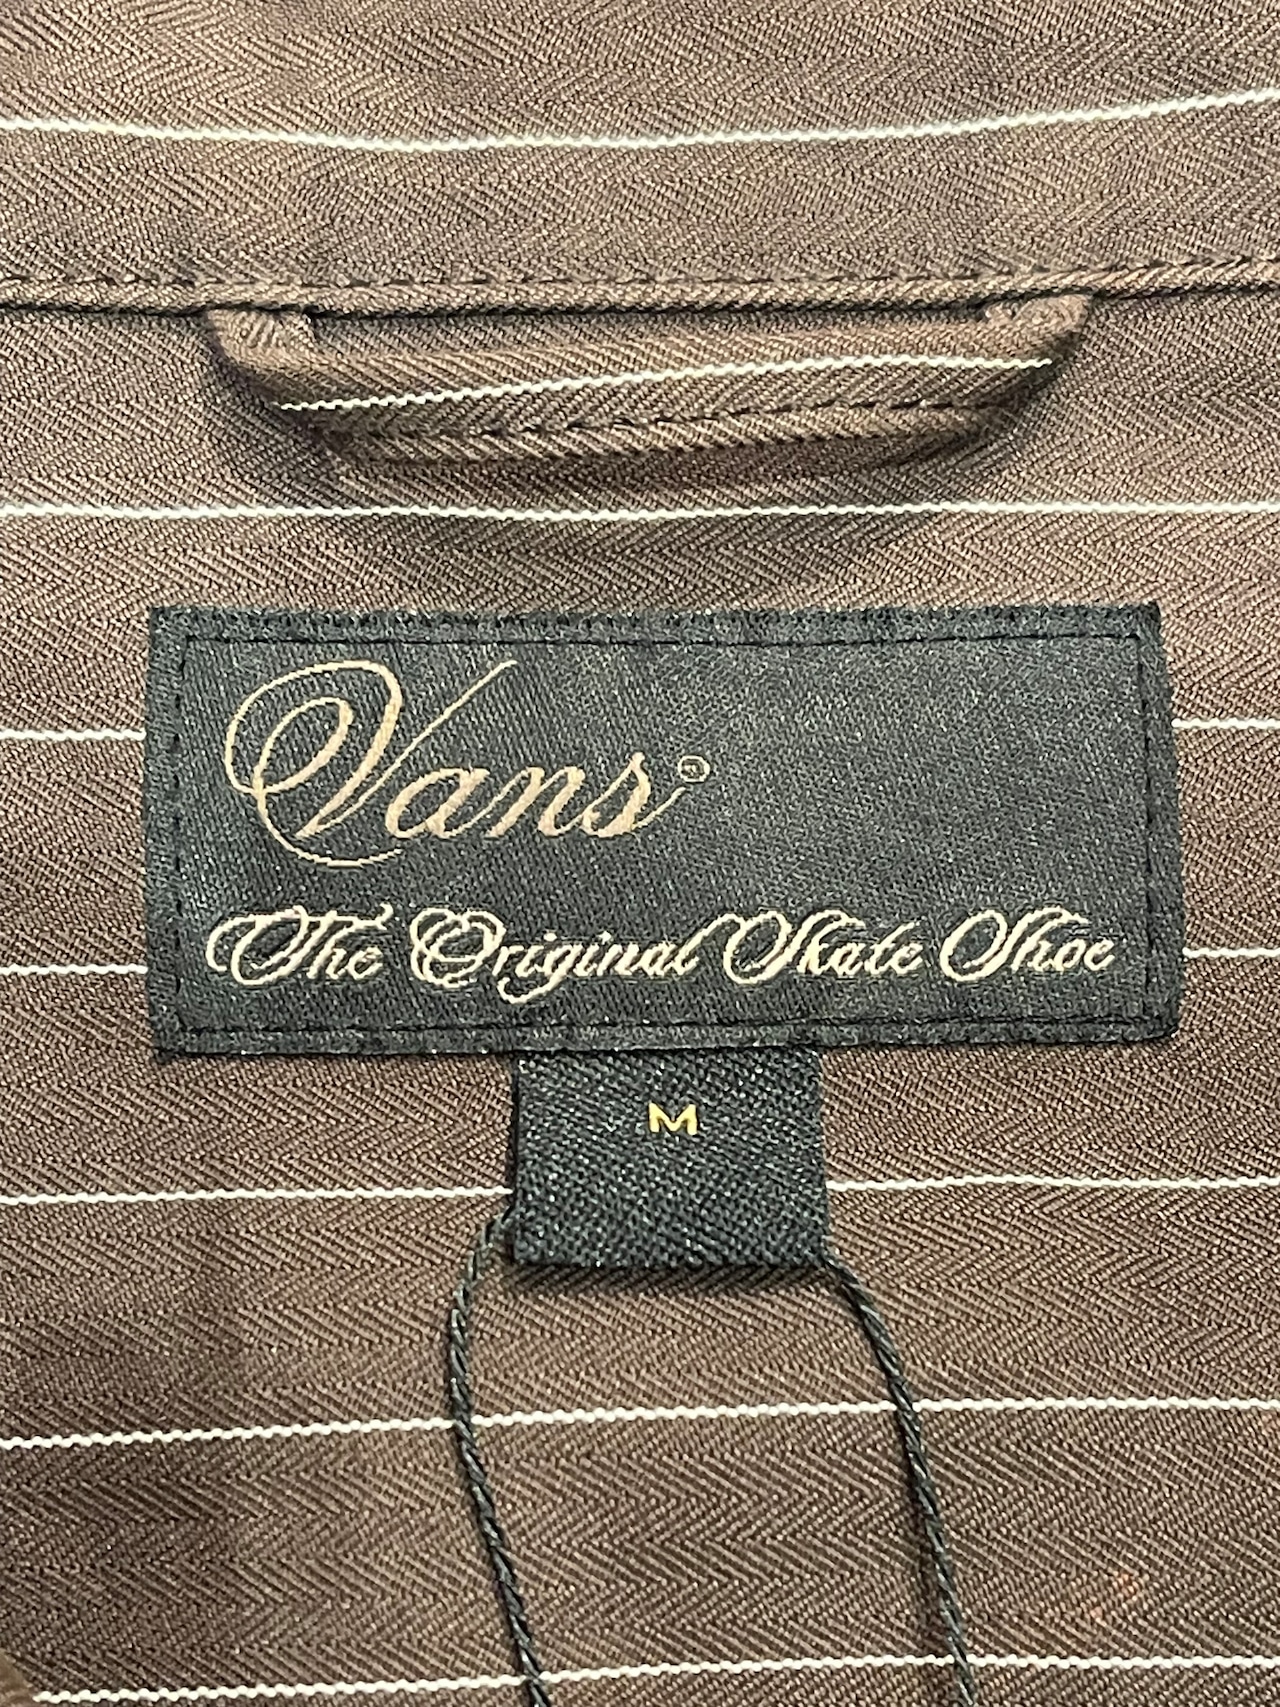 Vans®
The Original Skate Shoe
M